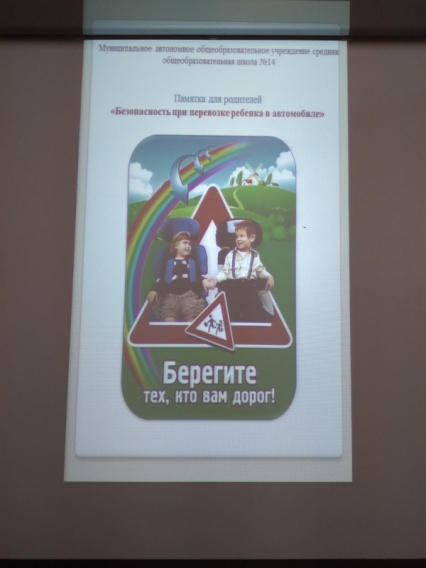 Муниципальное автономное общеобразовательное учреждение средняя
общеобразовательная школа №14
Памятка для родителей
«Безопасность при перевозке ребенка в автомобиле»
Берегите
тех, кто вам дорог!